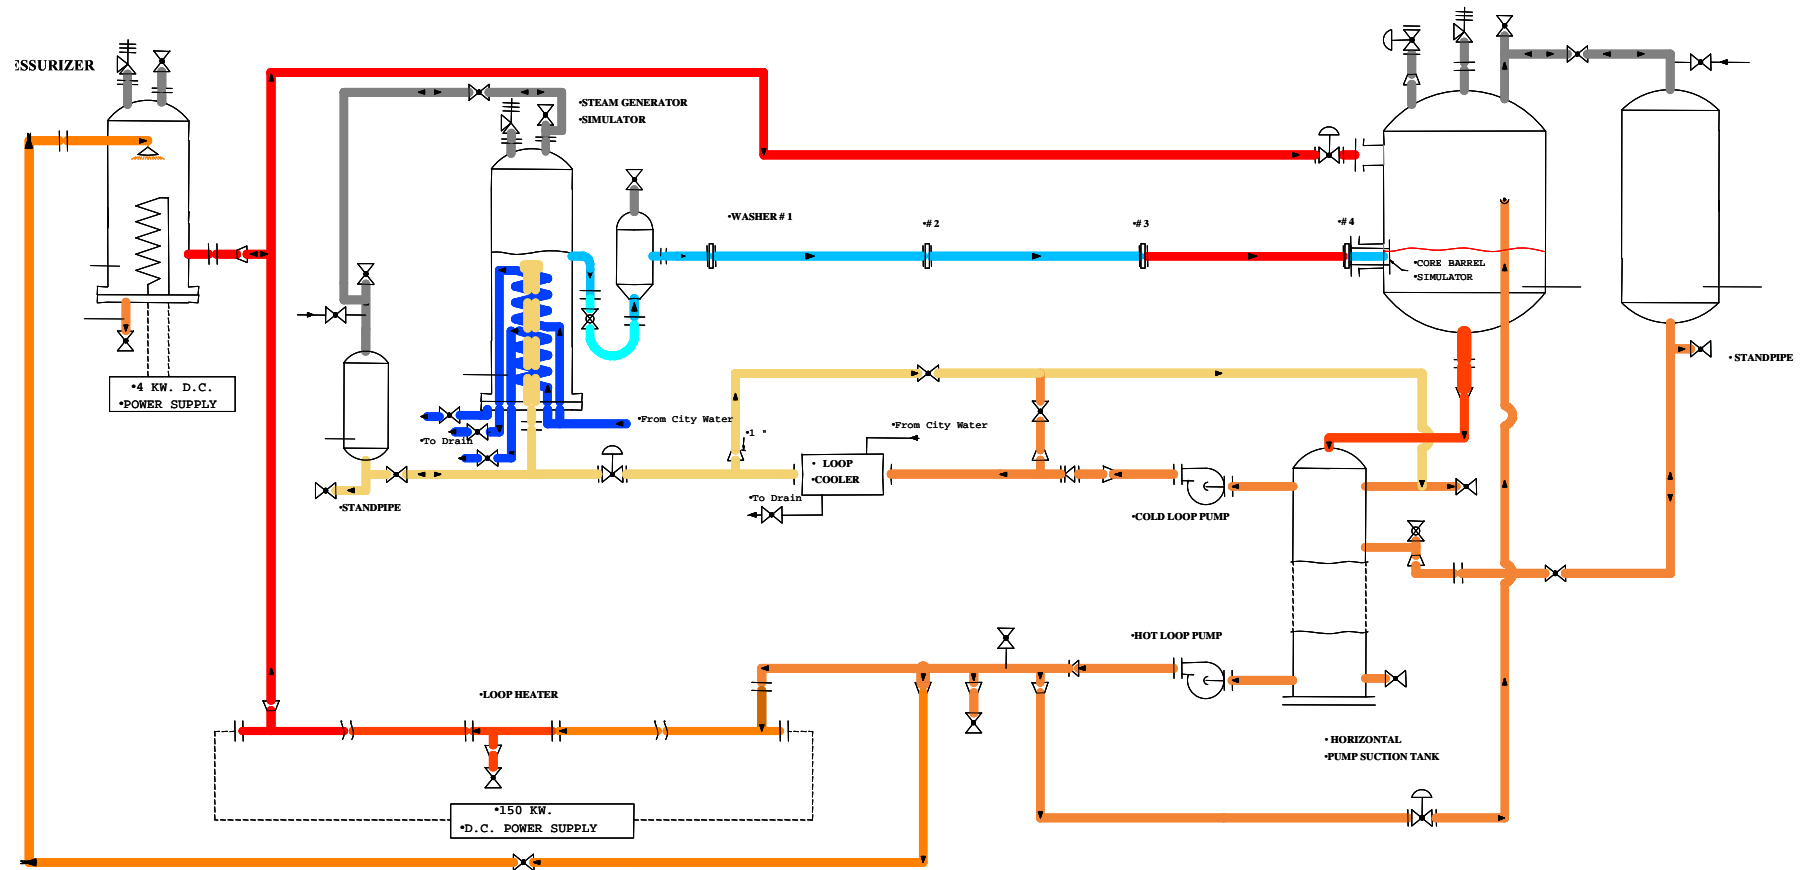 ESSURIZER
•STEAM GENERATOR
•SIMULATOR
•WASHER # 1
•# 2
•# 3
•# 4
•CORE BARREL
•SIMULATOR
• STANDPIPE
•4 KW. D.C.
•POWER SUPPLY
•From City Water
•To Drain
•1 "
•From City Water
• LOOP
•COOLER
•To Drain
•STANDPIPE
•COLD LOOP PUMP
•HOT LOOP PUMP
•LOOP HEATER
• HORIZONTAL
•PUMP SUCTION TANK
•150 KW.
•D.C. POWER SUPPLY